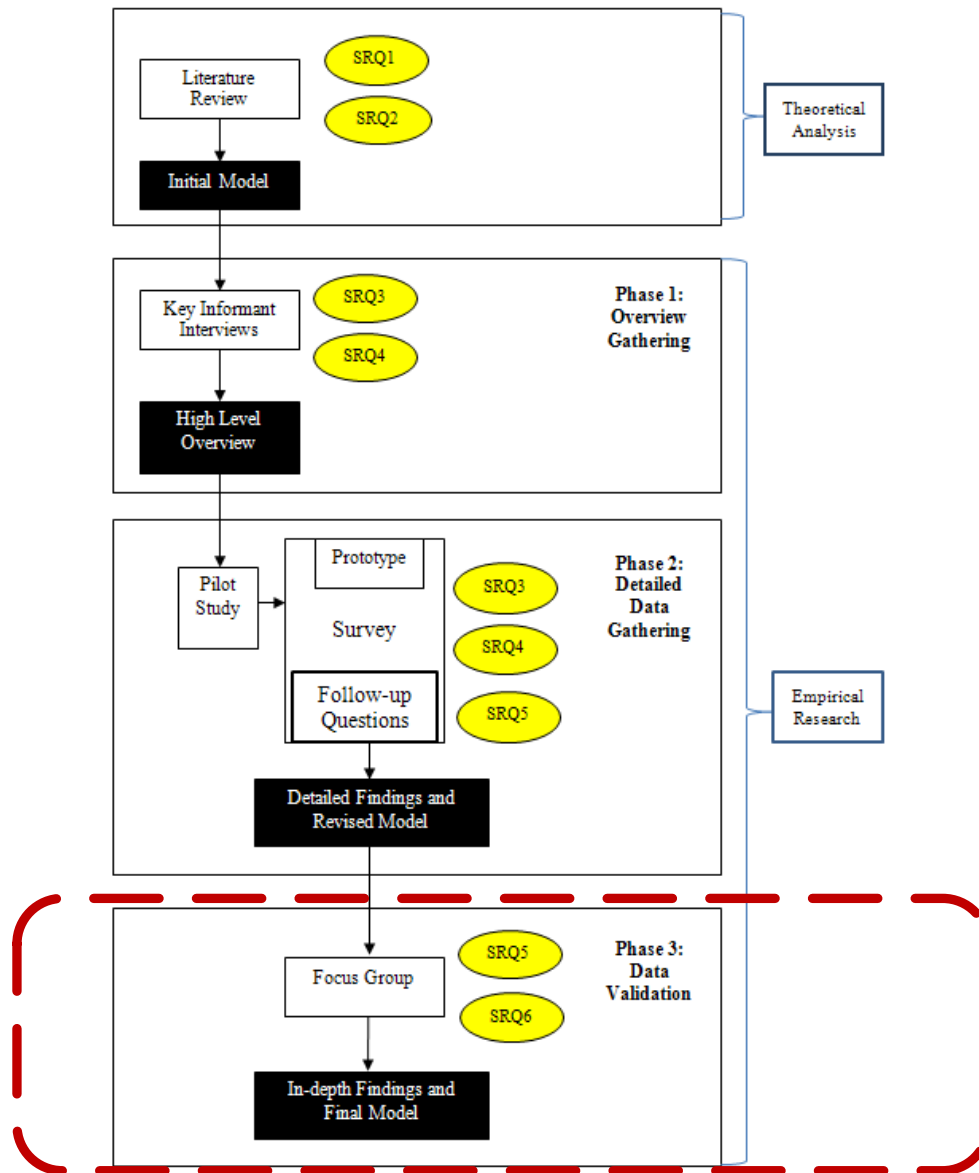 SRQ1
Literature
Review
SRQ2
Theoretical
Analysis
Initial Model
Key Informant
Interviews
SRQ3
SRQ4
Phase 1:
Overview
Gathering
High Level
Overview
Pilot
Study
Prototype
Survey
Follow-up
Questions
SRQ3
SRQ4
SRQ5
Phase 2:
Detailed
Data
Gathering
Empirical
Research
Detailed Findings and
Revised Model
Focus Group
SRQ5
SRQ6
Phase 3:
Data
Validation
In-depth Findings and
Final Model